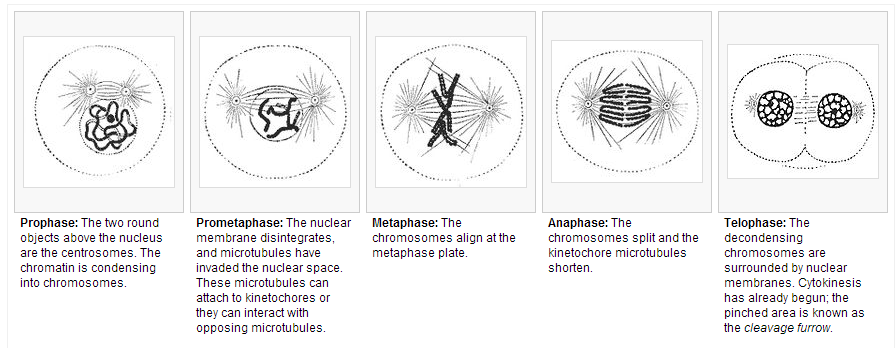 Prophase: The two round
objects above the nucleus
are the centrosomes. The
chromatin is condensing
into chromosomes.
Prometaphase: The nuclear
membrane disintegrates,
and microtubules have
invaded the nuclear space.
These microtubules can
attach to kinetochores or
they can interact with
opposing microtubules.
Metaphase: The
chromosomes align at the
metaphase plate.
Anaphase: The
chromosomes split and the
kinetochore microtubules
shorten.
Telophase: The
decondensing
chromosomes are
surrounded by nuclear
membranes. Cytokinesis
has already begun; the
pinched area is known as
the cleavage furrow.